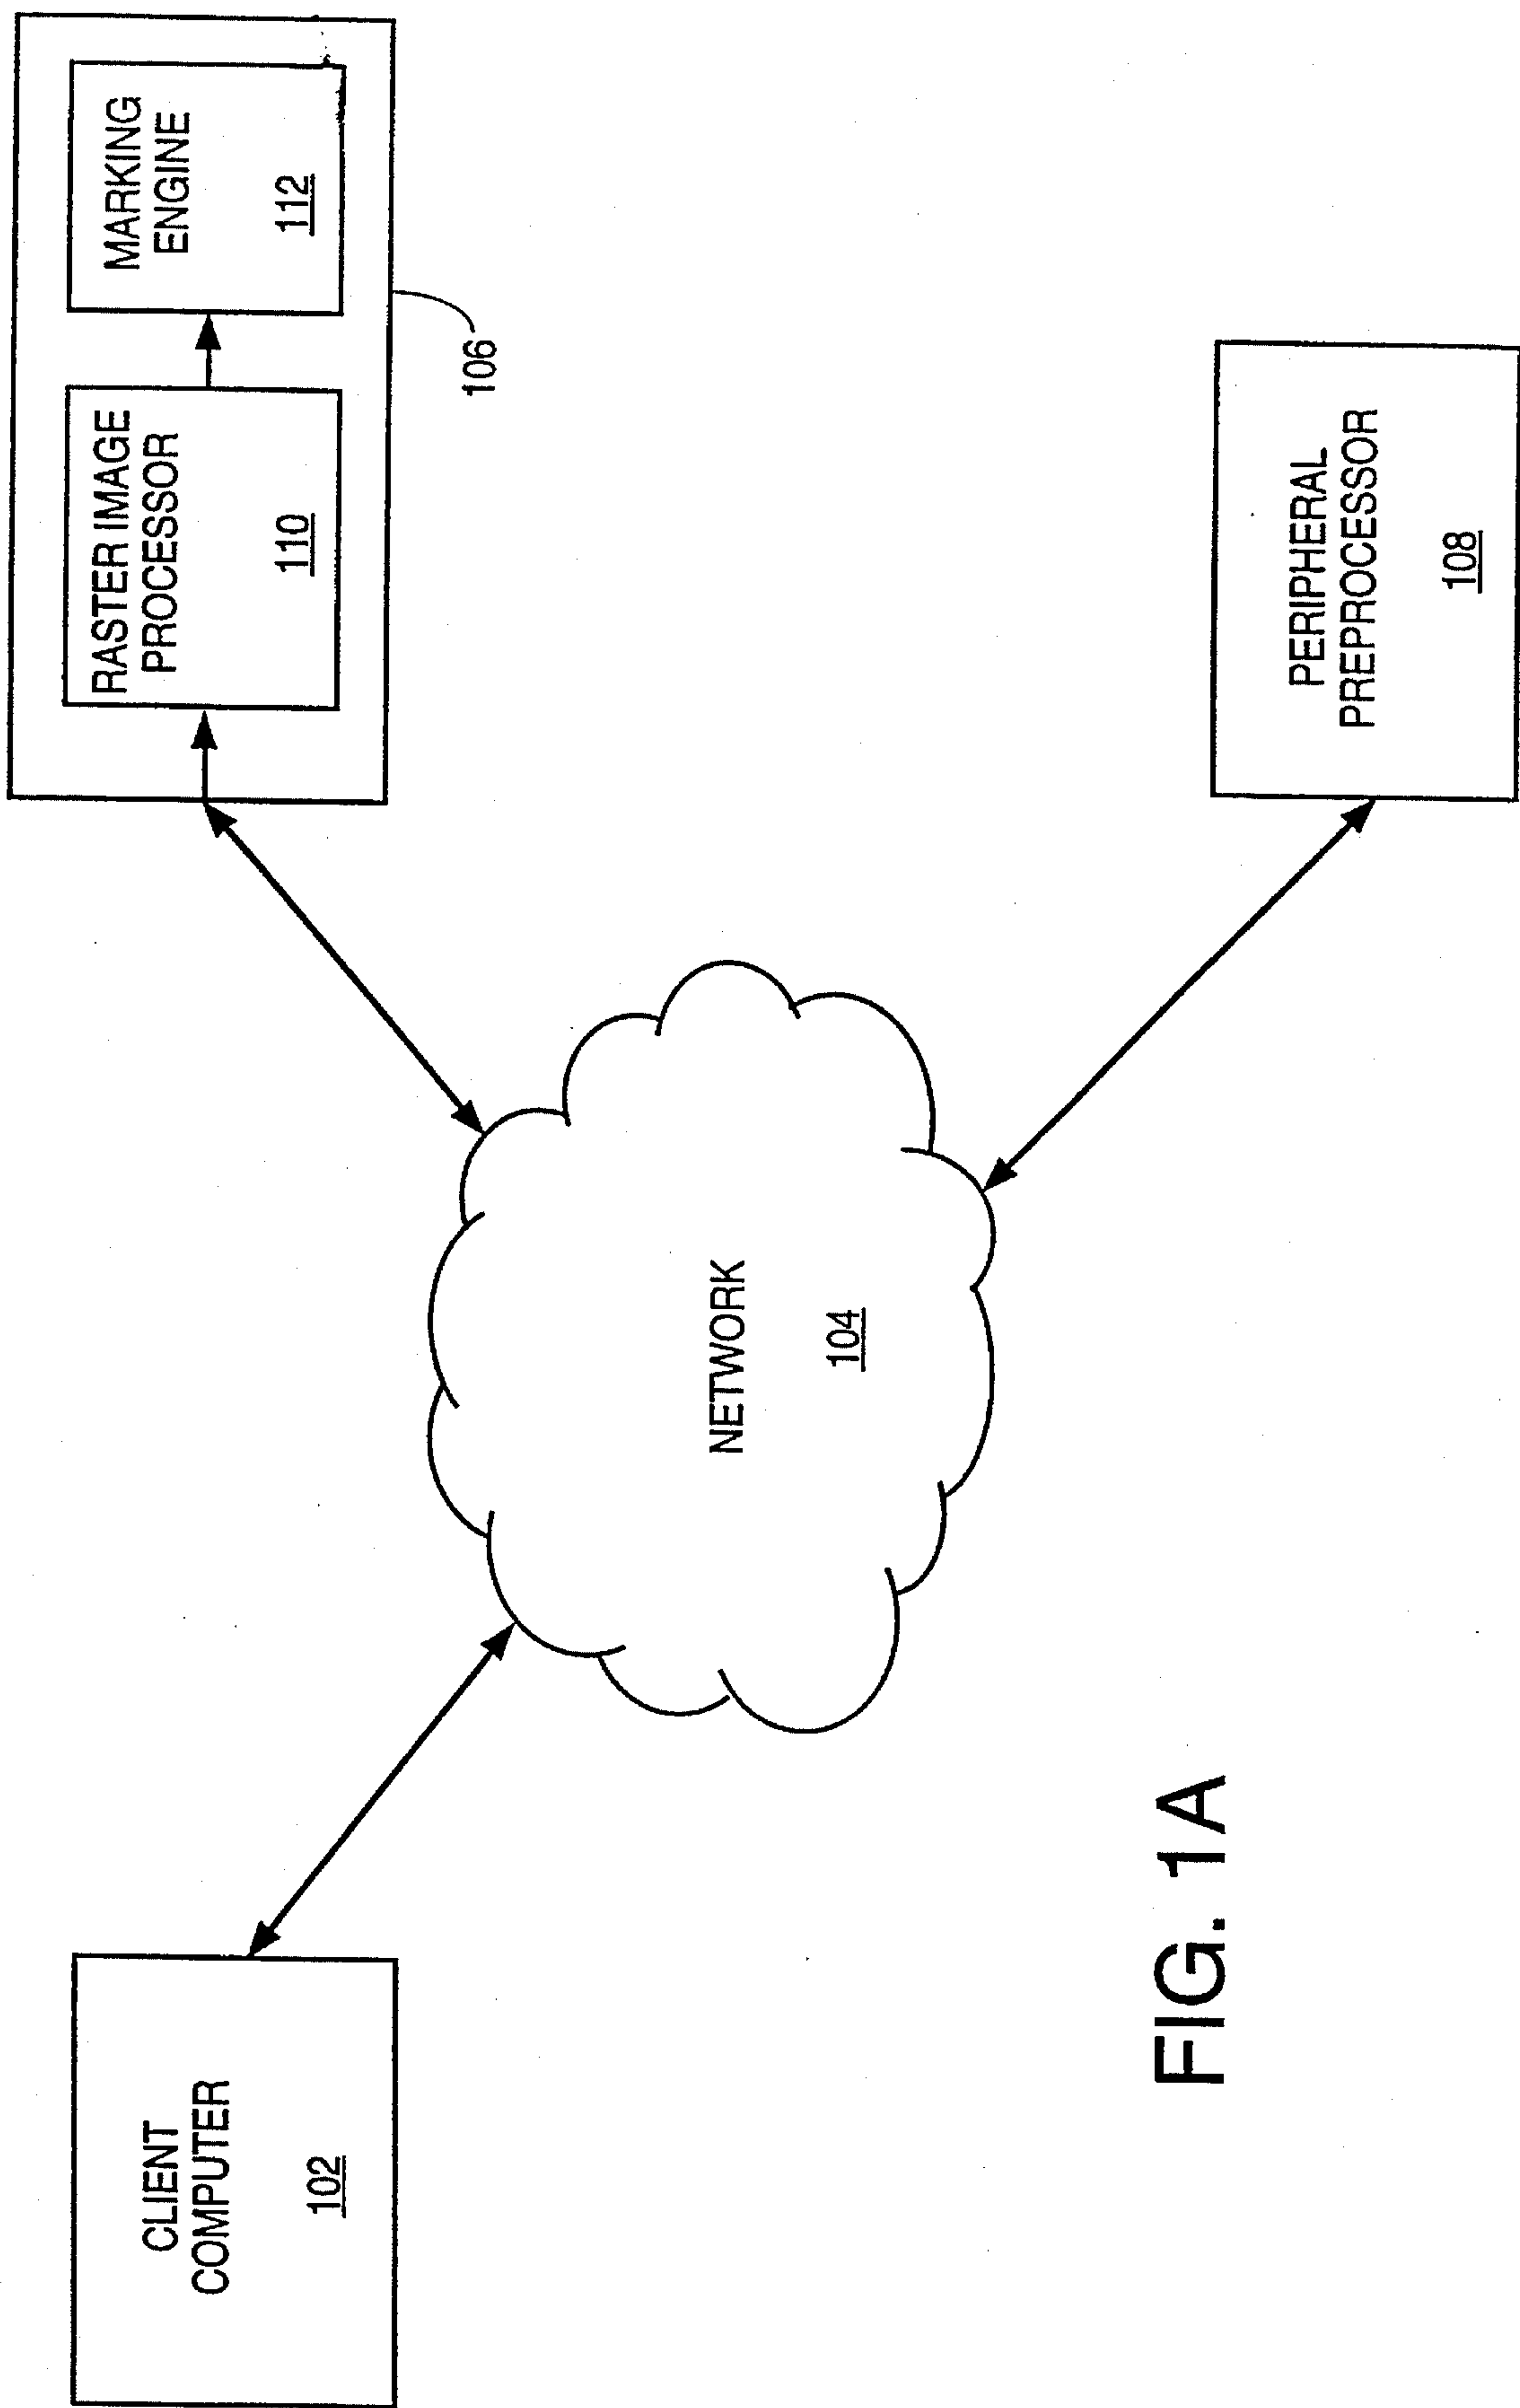 CLIENT
COMPUTER
102
NETWORK
104
RASTER IMAGE
PROCESSOR
110
MARKING
ENGINE
112
106
PERIPHERAL
PREPROCESSOR
108
FIG. 1A